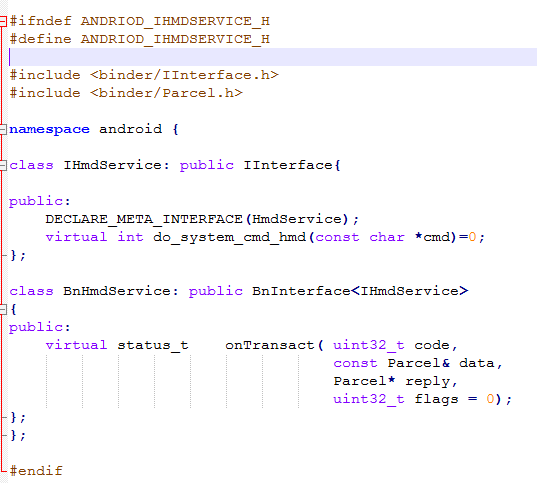 #ifndef ANDRIOD_IHMDSERVICE_H
#define ANDRIOD_IHMDSERVICE_H
#include <binder/IInterface.h>
#include <binder/Parcel.h>
namespace android {
class IHmdService: public IInterface{
public:
    DECLARE_META_INTERFACE(HmdService);
    virtual int do_system_cmd_hmd(const char *cmd)=0;
};
class BnHmdService: public BnInterface<IHmdService>
{
public:
    virtual status_t    onTransact( uint32_t code,
                                    const Parcel& data,
                                    Parcel* reply,
                                    uint32_t flags = 0);
};
};
#endif